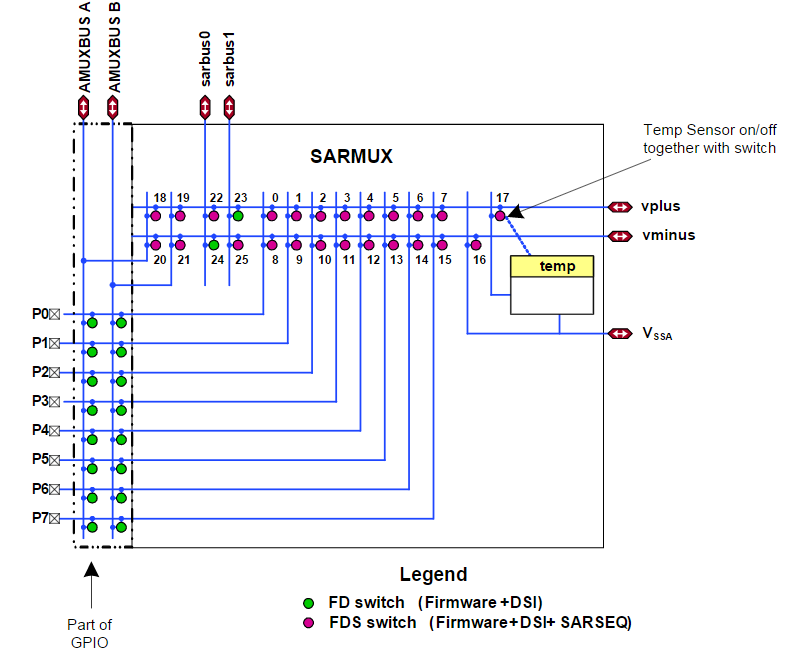 AMUXBUS A
AMUXBUS B
sarbus0
sarbus1
SARMUX
Temp Sensor on/off
together with switch
18 19 22 23 0 1 2 3 4 5 6 7 17
vplus
vminus
20 21 24 25 8 9 10 11 12 13 14 15 16
temp
P0
P1
VSSA
P2
P3
P4
P5
P6
P7
Legend
FD switch (Firmware +DSI)
FDS switch (Firmware+DSI+ SARSEQ)
Part of
GPIO